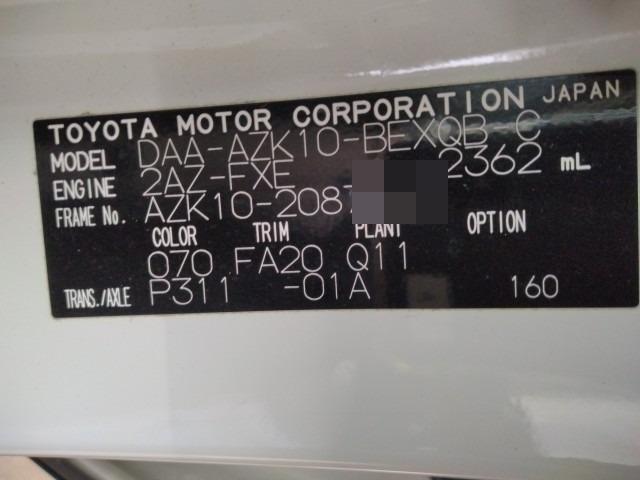 TOYOTA MOTOR CORPORATION JAPAN
MODEL DAA-AZK10-BEXQB-C
ENGINE 2AZ-FXE 2362 mL
FRAME No. AZK10-2087
COLOR TRIM PLANT OPTION
070 FA20 Q11
TRANS./AXLE P311 -01A 160